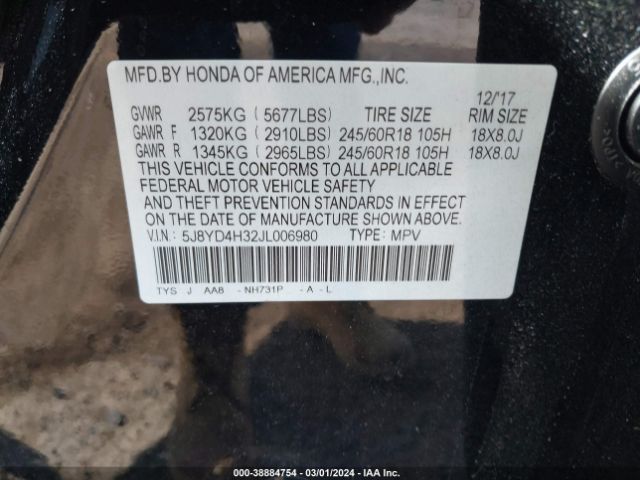 MFD.BY HONDA OF AMERICA MFG.,INC.
12/'17
GVWR 2575KG ( 5677LBS) TIRE SIZE RIM SIZE
GAWR F 1320KG ( 2910LBS) 245/60R18 105H 18X8.0J
GAWR R 1345KG ( 2965LBS) 245/60R18 105H 18X8.0J
THIS VEHICLE CONFORMS TO ALL APPLICABLE
FEDERAL MOTOR VEHICLE SAFETY
AND THEFT PREVENTION STANDARDS IN EFFECT
ON THE DATE OF MANUFACTURE SHOWN ABOVE.
V.I.N.: 5J8YD4H32JL006980 TYPE: MPV
TYS J AA8 - NH731P - A - L
000-38884754 - 03/01/2024 - IAA Inc.